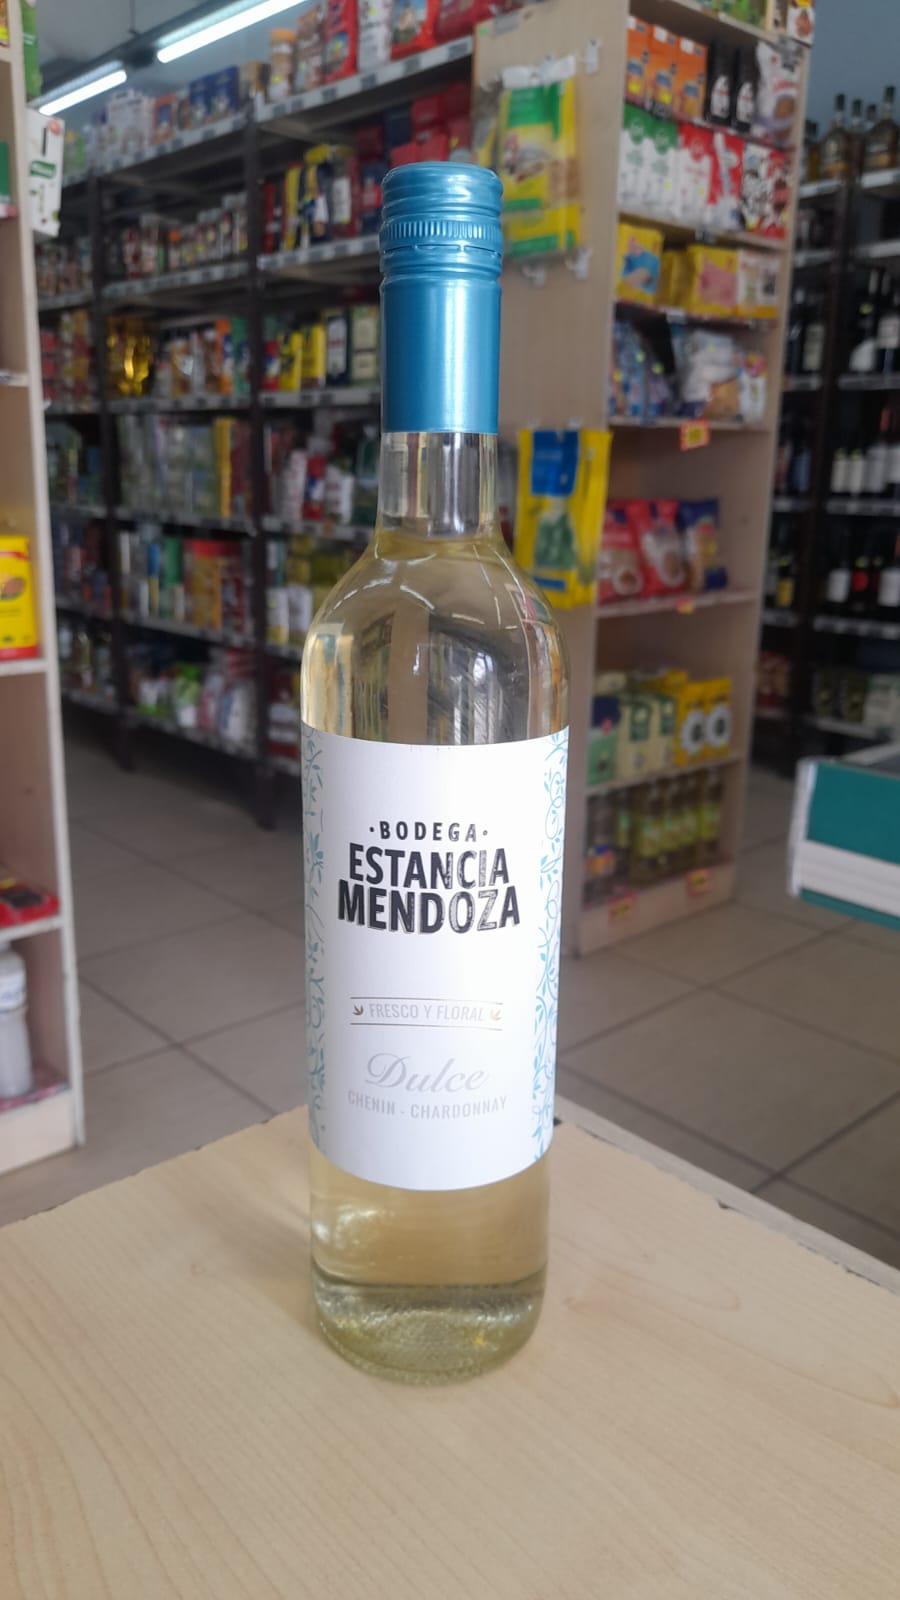 ·BODEGA·
ESTANCIA
MENDOZA
FRESCO Y FLORAL
Dulce
CHENIN - CHARDONNAY